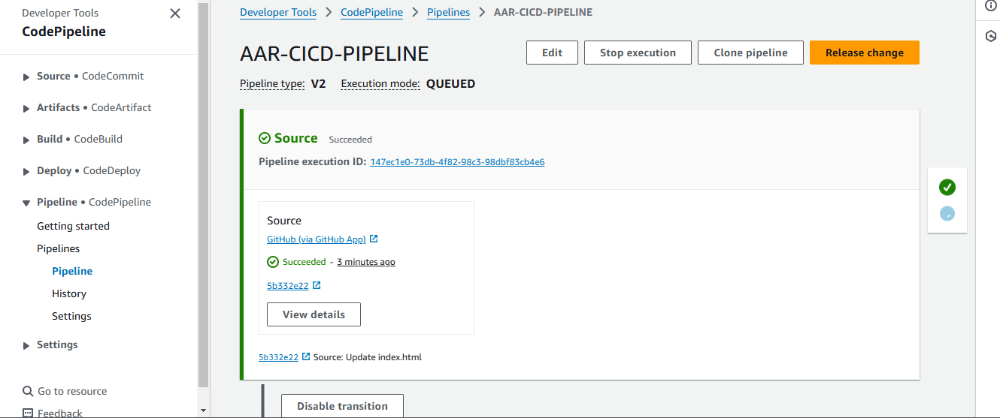 Developer Tools
CodePipeline
Source • CodeCommit
Artifacts • CodeArtifact
Build • CodeBuild
Deploy • CodeDeploy
Pipeline • CodePipeline
Getting started
Pipelines
Pipeline
History
Settings
Settings
Go to resource
Feedback
Developer Tools > CodePipeline > Pipelines > AAR-CICD-PIPELINE
AAR-CICD-PIPELINE
Edit
Stop execution
Clone pipeline
Release change
Pipeline type: V2 Execution mode: QUEUED
Source Succeeded
Pipeline execution ID: 147ec1e0-73db-4f82-98c3-98dbf83cb4e6
Source
GitHub (via GitHub App)
Succeeded - 3 minutes ago
5b332e22
View details
5b332e22 Source: Update index.html
Disable transition